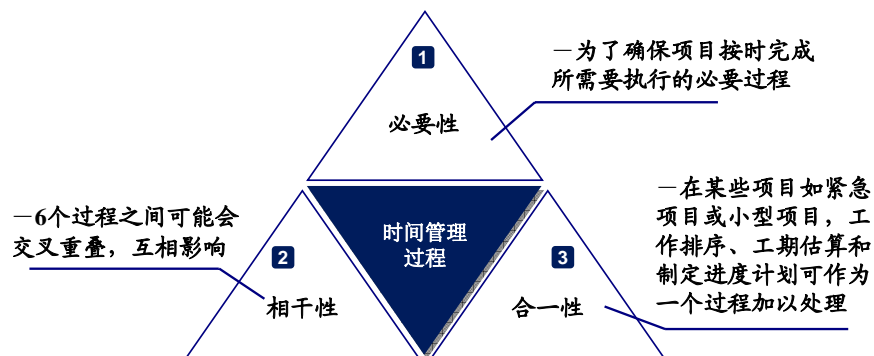 1
一为了确保项目按时完成
所需要执行的必要过程
必要性
一在某些项目如紧急
项目或小型项目，工
作排序、工期估算和
制定进度计划可作为
一个过程加以处理
一6个过程之间可能会
交叉重叠，互相影响
时间管理
过程
2
3
相干性
合一性